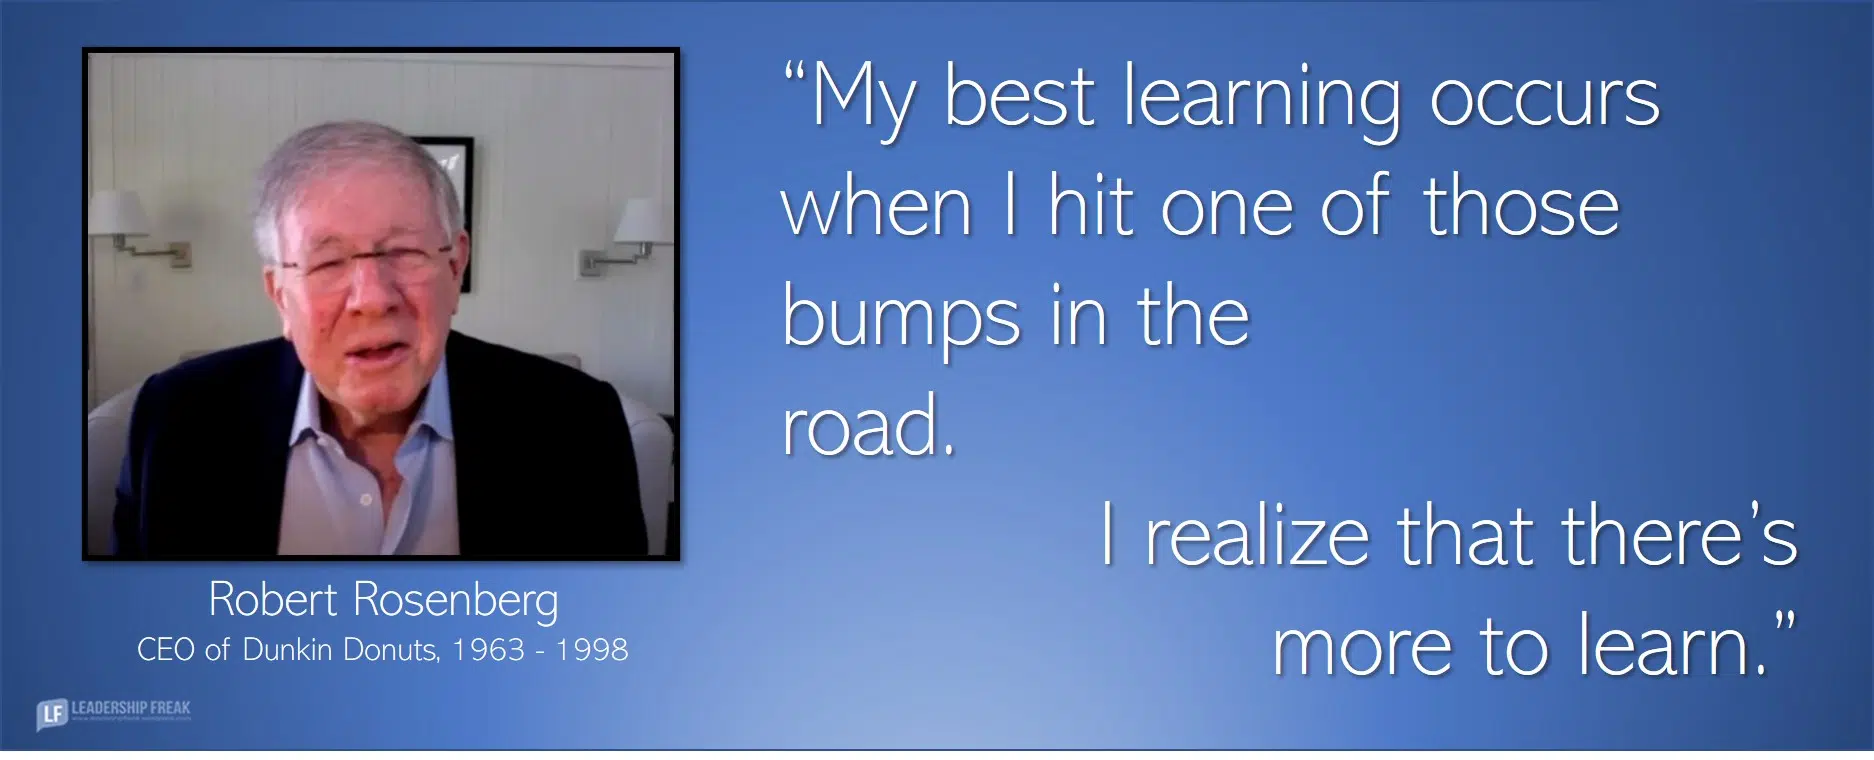 “My best learning occurs
when I hit one of those
bumps in the
road.
I realize that there’s
more to learn.”
Robert Rosenberg
CEO of Dunkin Donuts, 1963 - 1998
LF LEADERSHIP FREAK